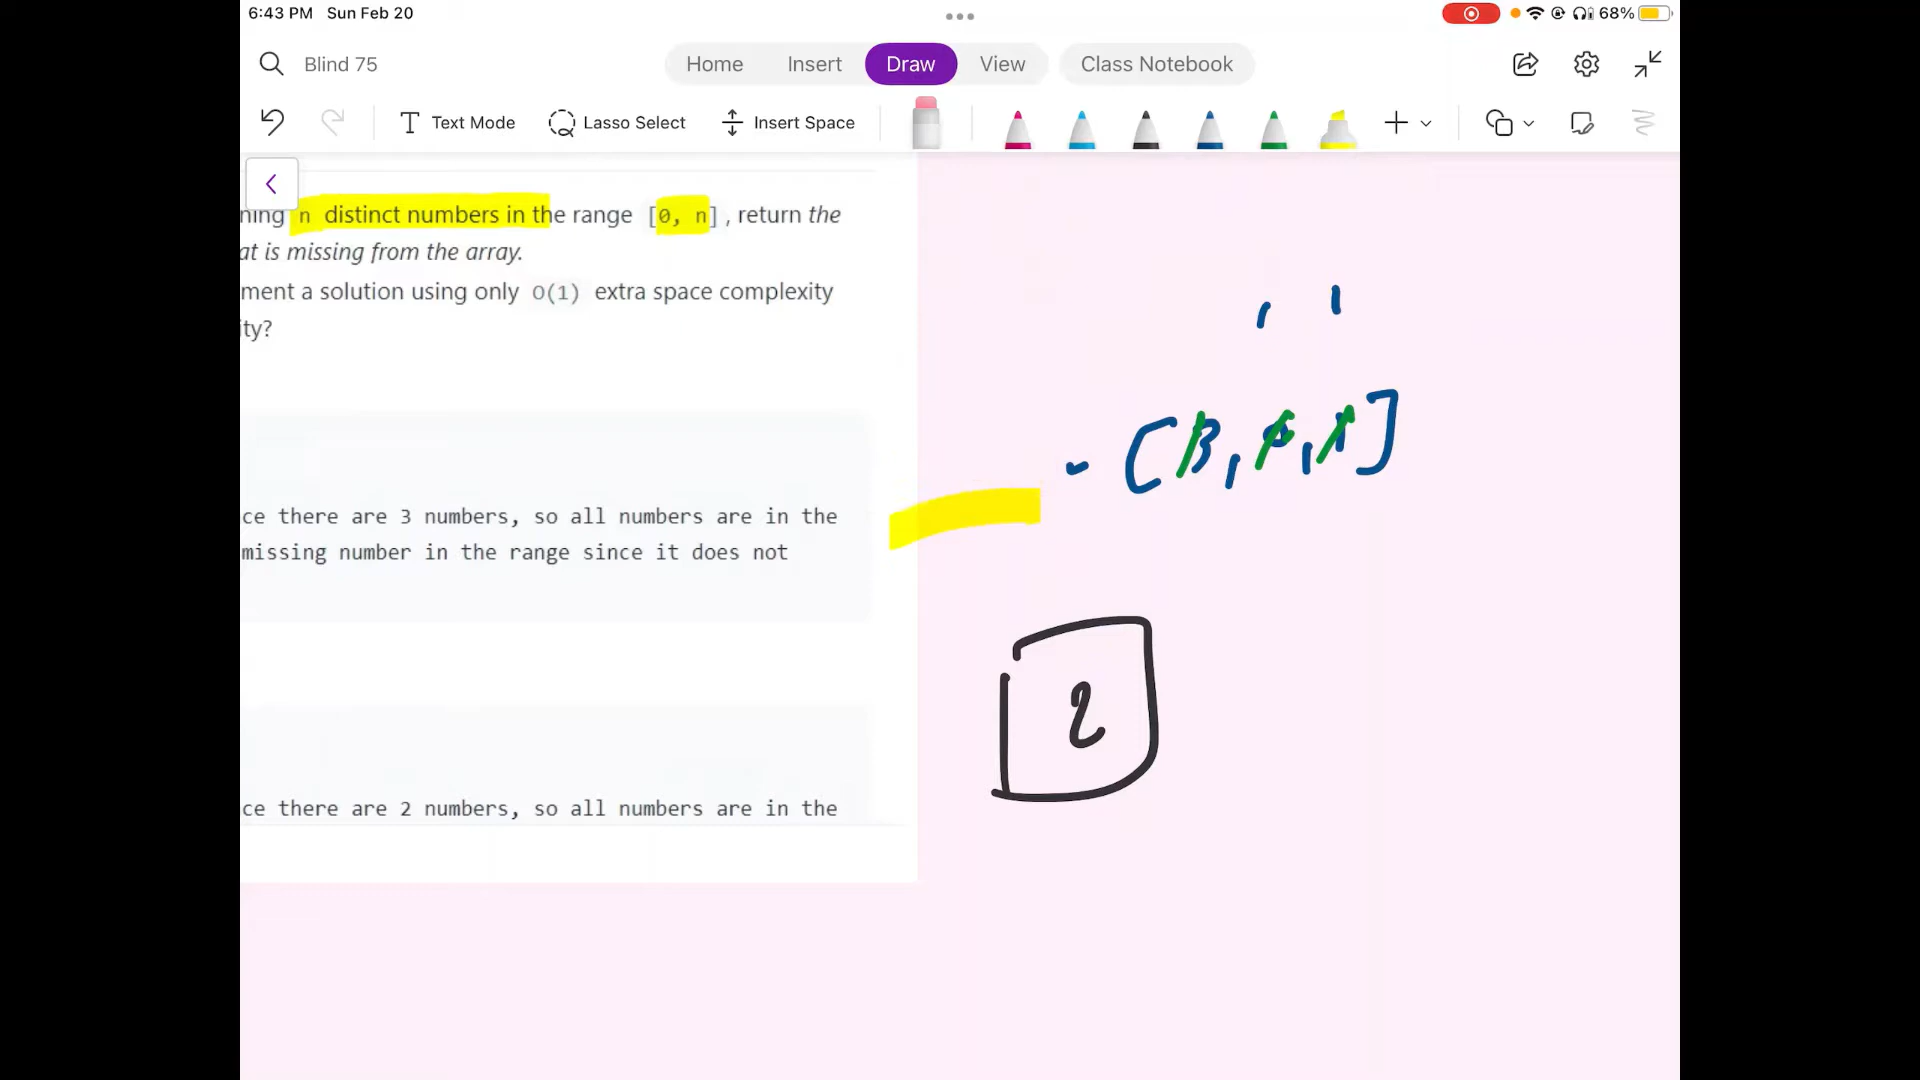 6:43 PM Sun Feb 20
68%
Blind 75
Home Insert Draw View Class Notebook
Text Mode Lasso Select Insert Space
ning n distinct numbers in the range [0, n], return the
at is missing from the array.
ment a solution using only O(1) extra space complexity
ity?
- [3, 0, 1]
ce there are 3 numbers, so all numbers are in the
missing number in the range since it does not
2
ce there are 2 numbers, so all numbers are in the